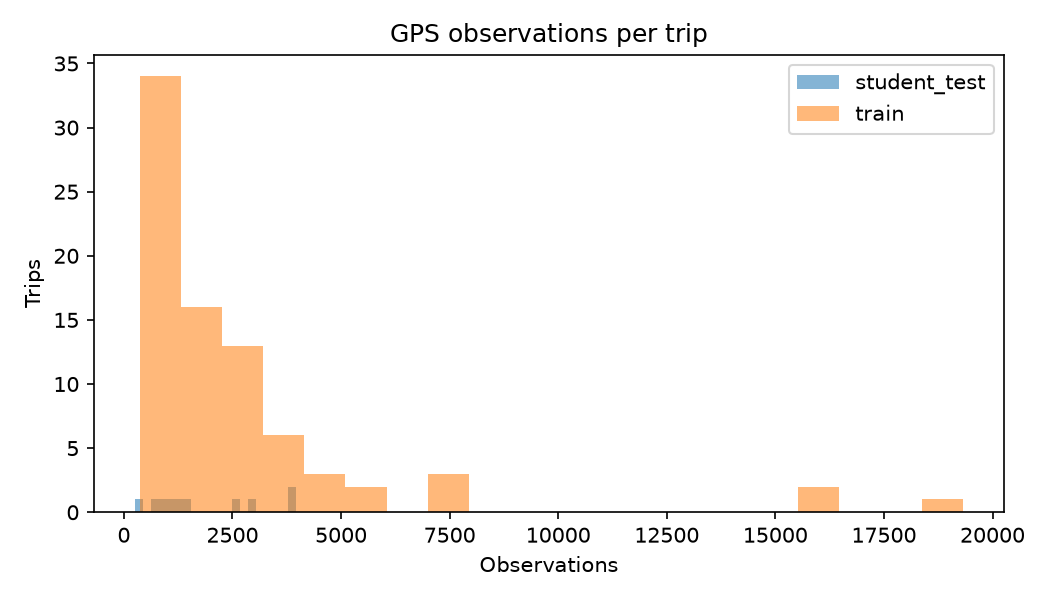 GPS observations per trip
student_test
train
35
30
25
20
15
10
5
0
Trips
0 2500 5000 7500 10000 12500 15000 17500 20000
Observations